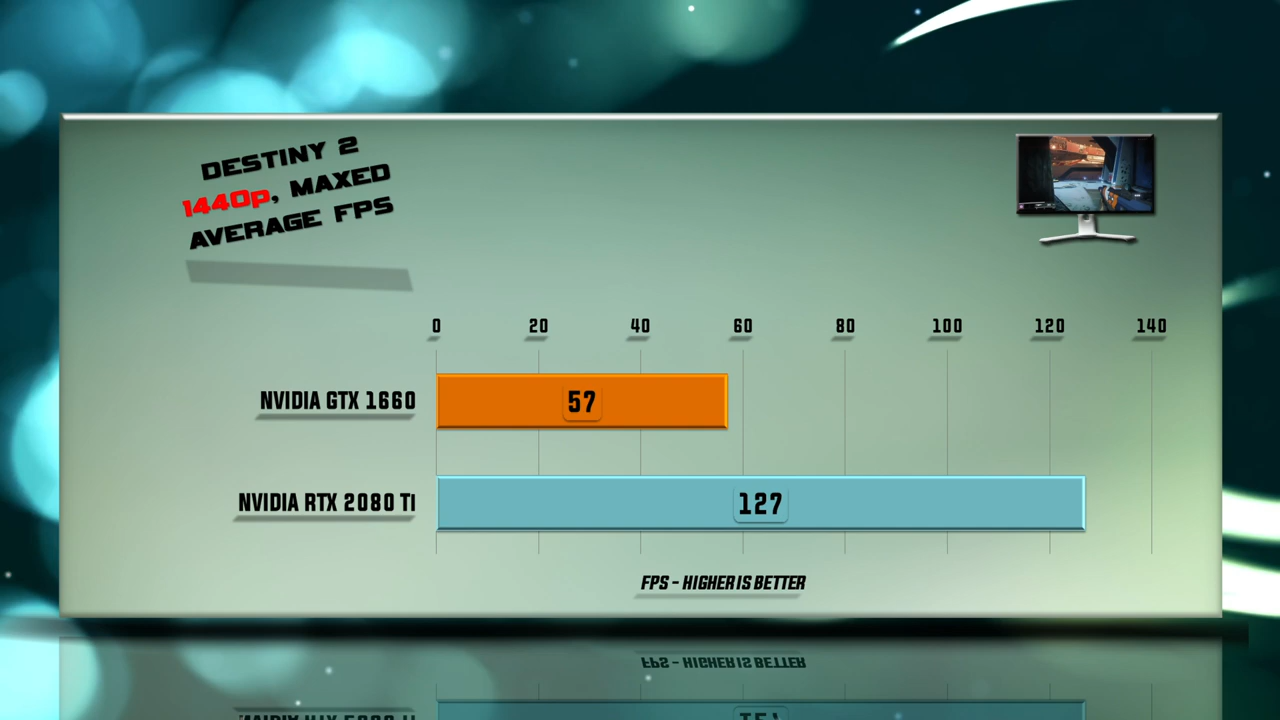 DESTINY 2
1440p, MAXED
AVERAGE FPS
0 20 40 60 80 100 120 140
NVIDIA GTX 1660 57
NVIDIA RTX 2080 TI 127
FPS - HIGHER IS BETTER